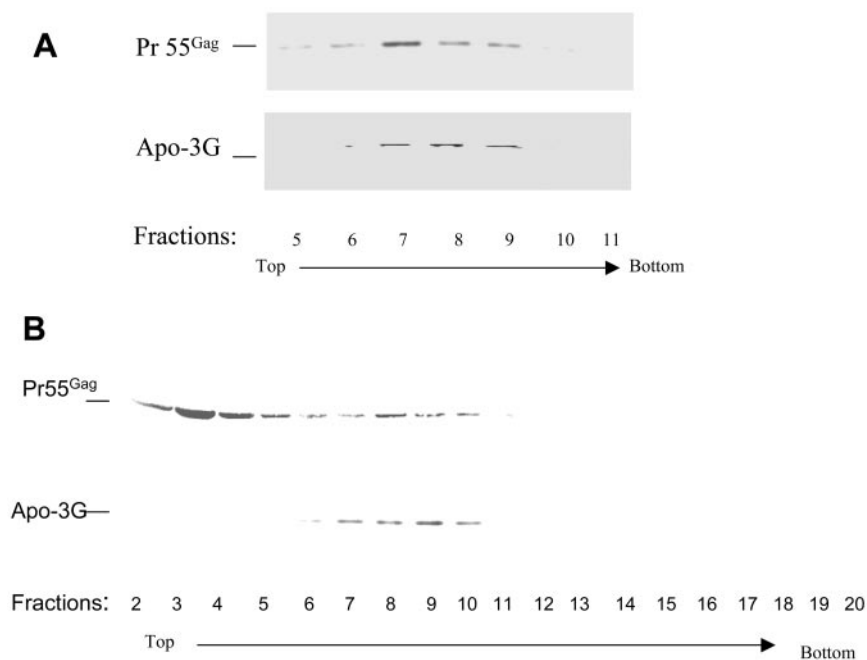 A
Pr 55Gag
Apo-3G
Fractions: 5 6 7 8 9 10 11
Top Bottom
B
Pr55Gag
Apo-3G
Fractions: 2 3 4 5 6 7 8 9 10 11 12 13 14 15 16 17 18 19 20
Top Bottom